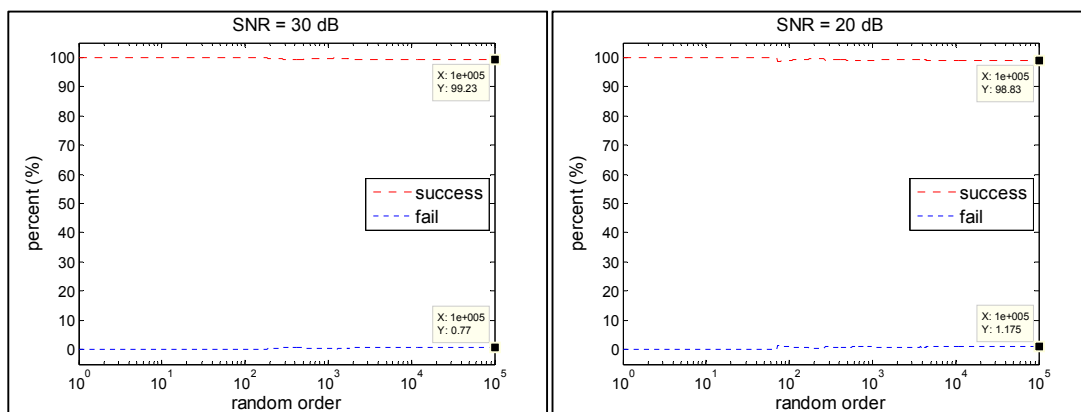 SNR = 30 dB
100
90
80
70
60
50
40
30
20
10
0
percent (%)
X: 1e+005
Y: 99.23
success
fail
X: 1e+005
Y: 0.77
10^0
10^1
10^2
10^3
10^4
10^5
random order
SNR = 20 dB
100
90
80
70
60
50
40
30
20
10
0
percent (%)
X: 1e+005
Y: 98.83
success
fail
X: 1e+005
Y: 1.175
10^0
10^1
10^2
10^3
10^4
10^5
random order